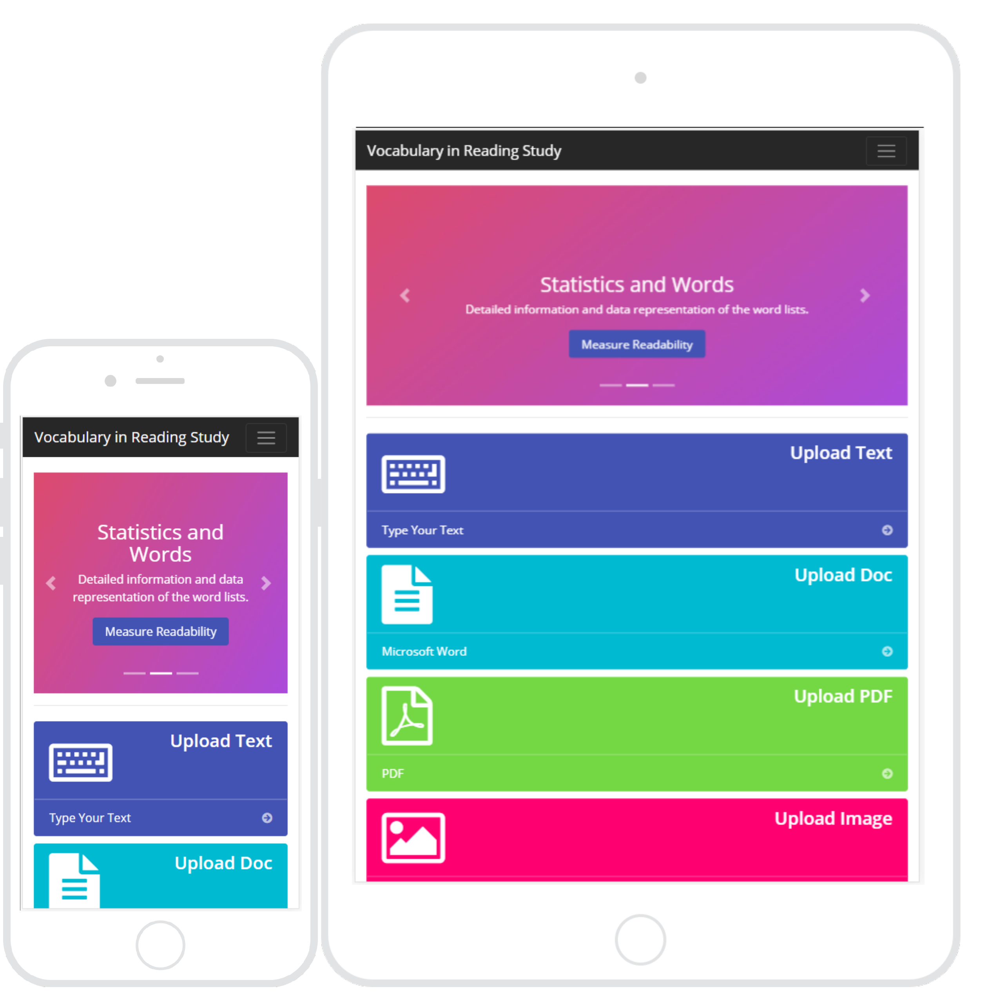 Vocabulary in Reading Study
Statistics and
Words
Detailed information and data
representation of the word lists.
Measure Readability
Upload Text
Type Your Text
Upload Doc
Vocabulary in Reading Study
Statistics and Words
Detailed information and data representation of the word lists.
Measure Readability
Upload Text
Type Your Text
Upload Doc
Microsoft Word
Upload PDF
PDF
Upload Image